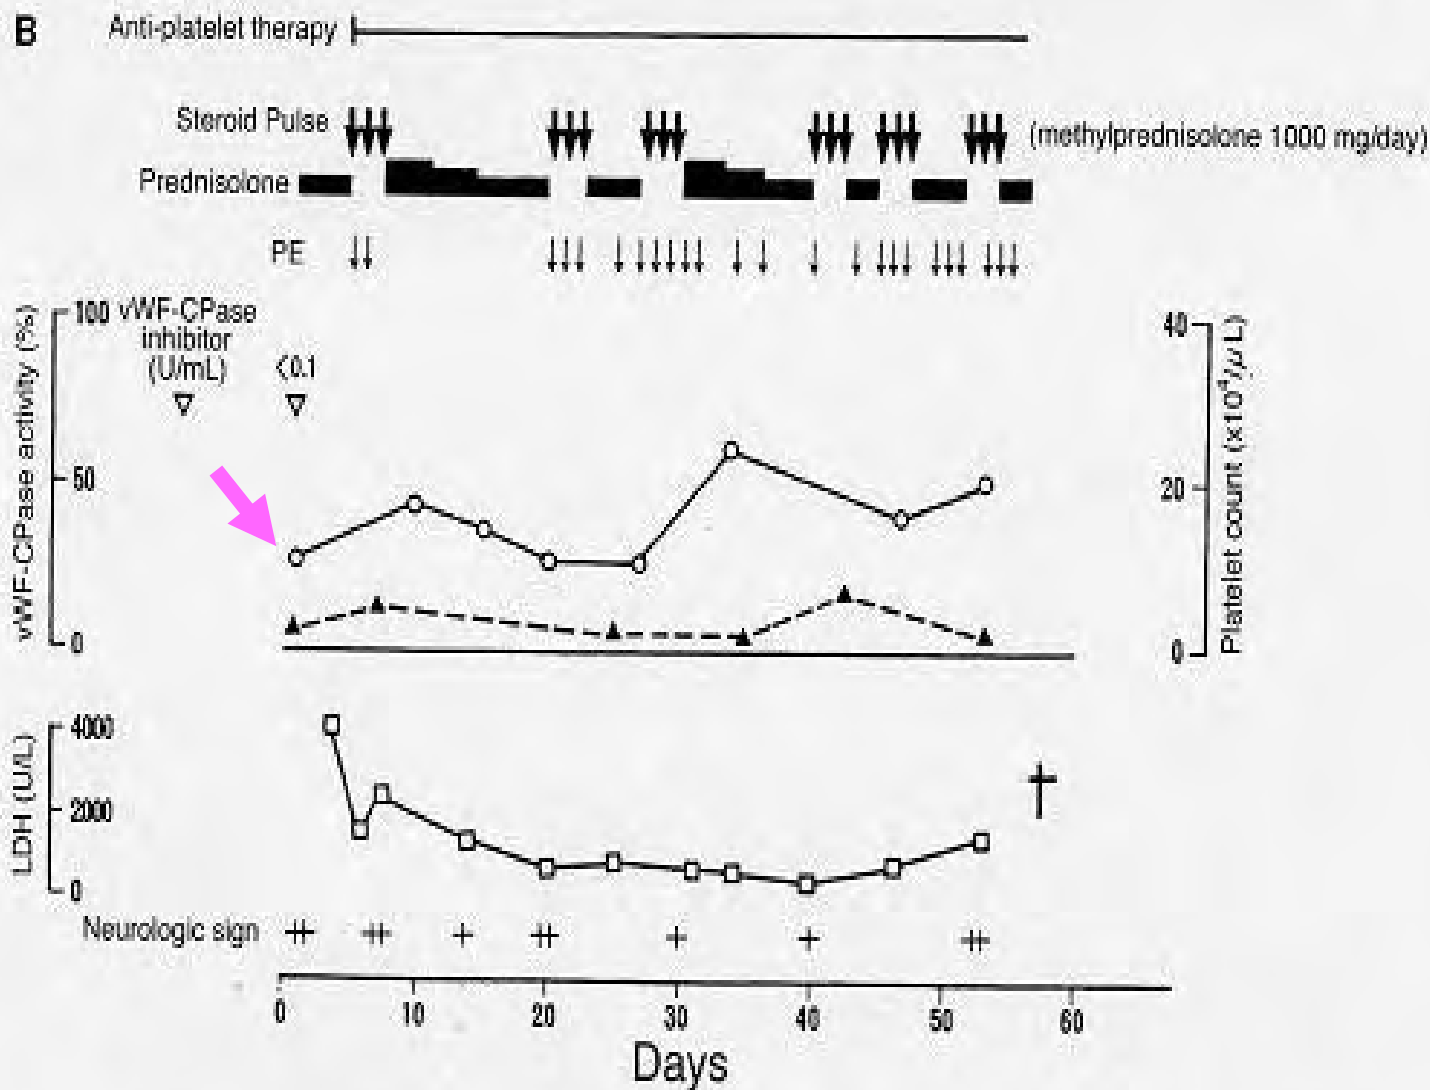 B
Anti-platelet therapy
Steroid Pulse
(methylprednisolone 1000 mg/day)
Prednisolone
PE
vWF-CPase activity (%)
100
50
0
vWF-CPase
inhibitor
(U/mL)
<0.1
Platelet count (x10⁴/μL)
40
20
0
LDH (U/L)
4000
2000
0
Neurologic sign
++ ++ + ++ + + ++
0 10 20 30 40 50 60
Days